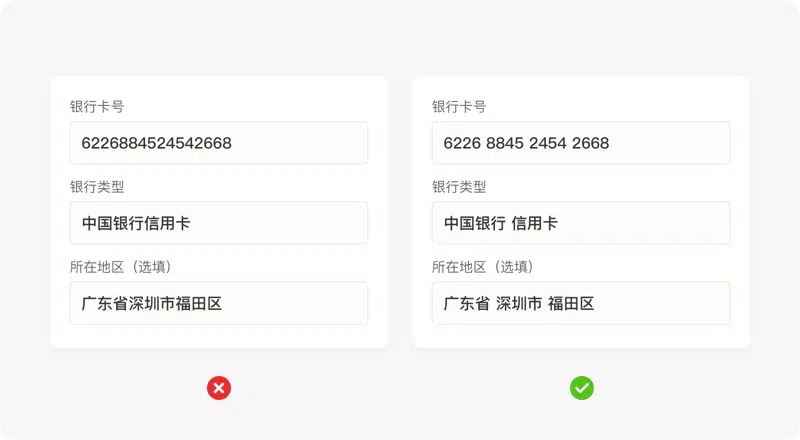 银行卡号
6226884524542668
银行类型
中国银行信用卡
所在地区（选填）
广东省深圳市福田区
银行卡号
6226 8845 2454 2668
银行类型
中国银行 信用卡
所在地区（选填）
广东省 深圳市 福田区